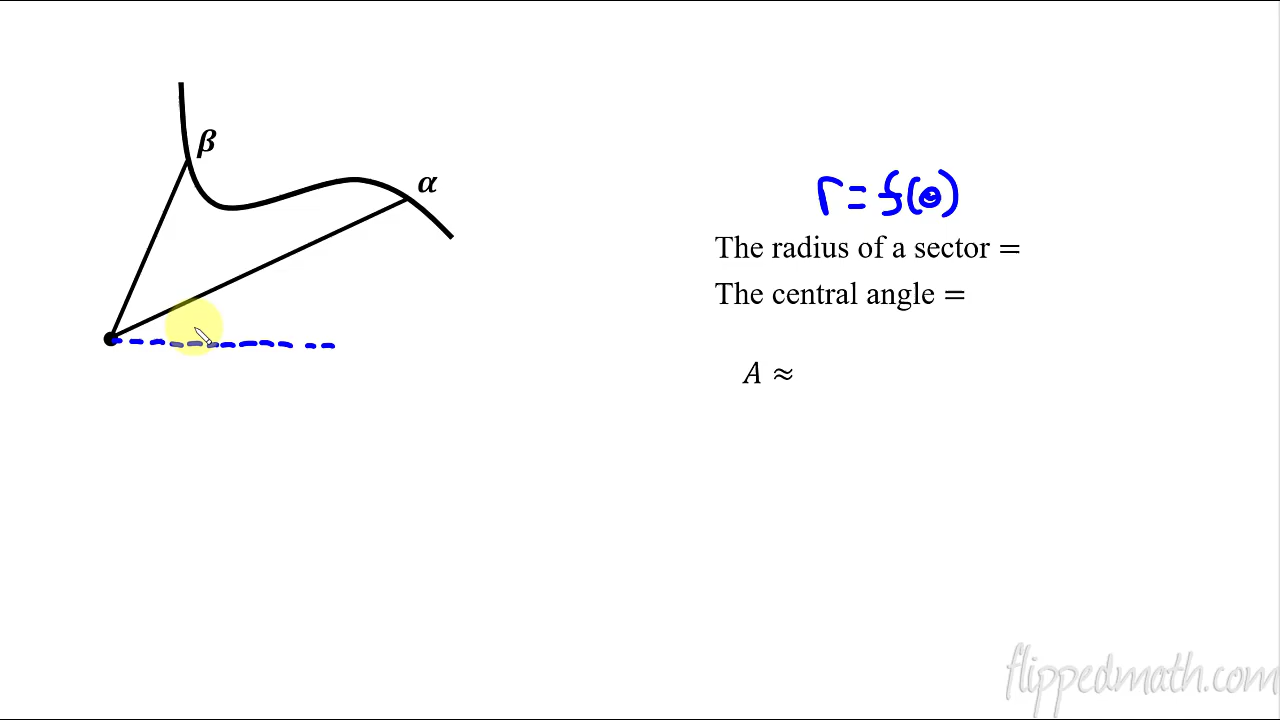 β
α
r = f(θ)
The radius of a sector =
The central angle =
A ≈
flippedmath.com